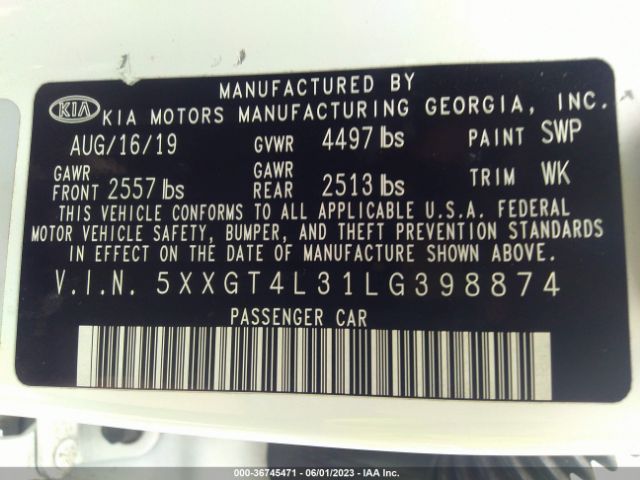 MANUFACTURED BY
KIA KIA MOTORS MANUFACTURING GEORGIA, INC.
AUG/16/19 GVWR 4497 lbs PAINT SWP
GAWR FRONT 2557 lbs GAWR REAR 2513 lbs TRIM WK
THIS VEHICLE CONFORMS TO ALL APPLICABLE U.S.A. FEDERAL
MOTOR VEHICLE SAFETY, BUMPER, AND THEFT PREVENTION STANDARDS
IN EFFECT ON THE DATE OF MANUFACTURE SHOWN ABOVE.
V.I.N. 5XXGT4L31LG398874
PASSENGER CAR
000-36745471 - 06/01/2023 - IAA Inc.